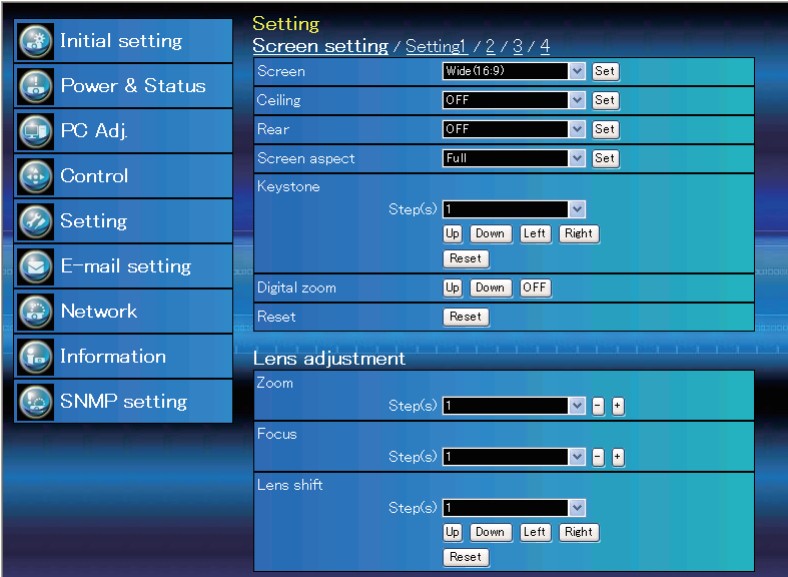 Initial setting
Power & Status
PC Adj.
Control
Setting
E-mail setting
Network
Information
SNMP setting
Setting
Screen setting / Setting1 / 2 / 3 / 4
Screen Wide(16:9) Set
Ceiling OFF Set
Rear OFF Set
Screen aspect Full Set
Keystone
Step(s) 1
Up Down Left Right
Reset
Digital zoom Up Down OFF
Reset Reset
Lens adjustment
Zoom
Step(s) 1 - +
Focus
Step(s) 1 - +
Lens shift
Step(s) 1
Up Down Left Right
Reset